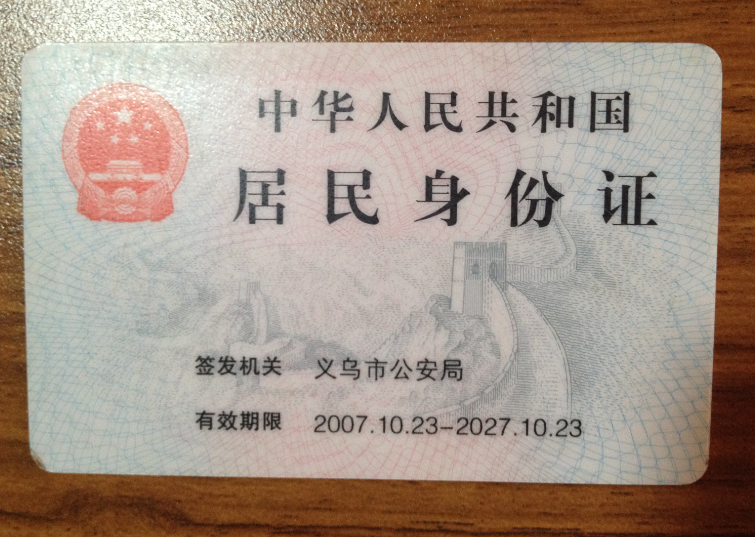 中华人民共和国
居民身份证
签发机关 义乌市公安局
有效期限 2007.10.23-2027.10.23